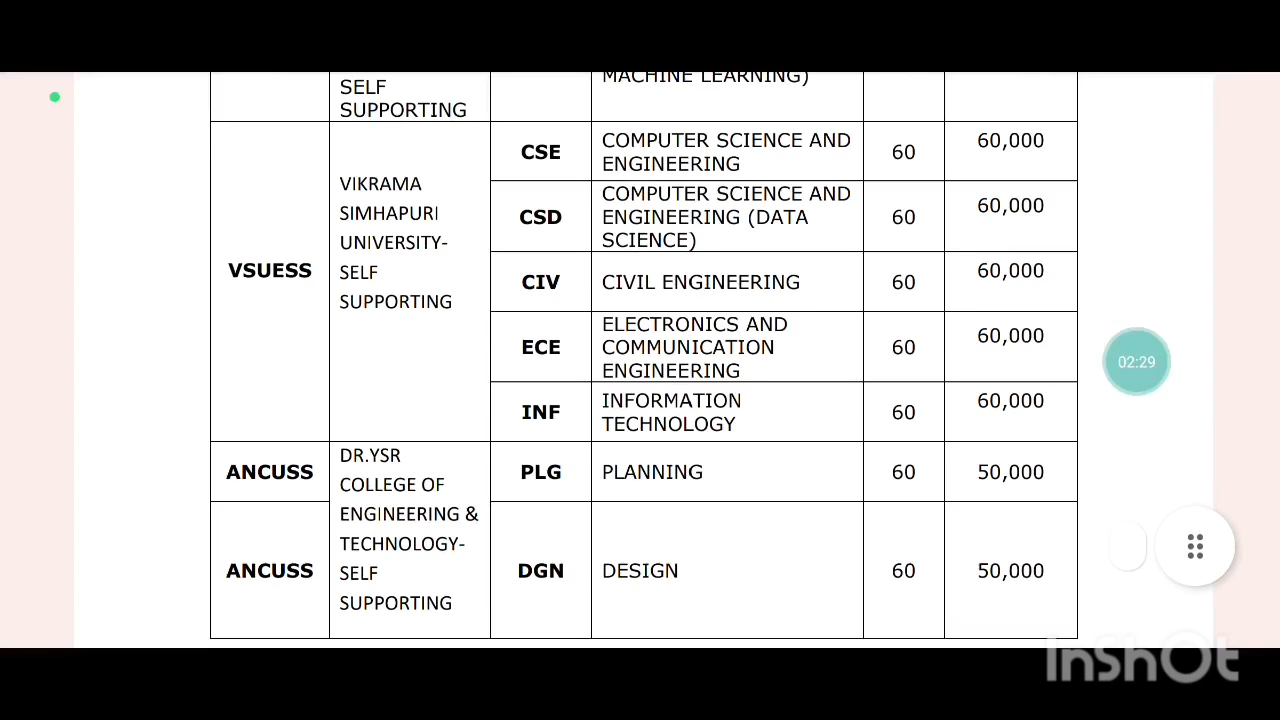 SELF
SUPPORTING
MACHINE LEARNING)
VSUESS
VIKRAMA
SIMHAPURI
UNIVERSITY-
SELF
SUPPORTING
CSE
COMPUTER SCIENCE AND
ENGINEERING
60
60,000
CSD
COMPUTER SCIENCE AND
ENGINEERING (DATA
SCIENCE)
60
60,000
CIV
CIVIL ENGINEERING
60
60,000
ECE
ELECTRONICS AND
COMMUNICATION
ENGINEERING
60
60,000
INF
INFORMATION
TECHNOLOGY
60
60,000
ANCUSS
DR.YSR
COLLEGE OF
ENGINEERING &
TECHNOLOGY-
SELF
SUPPORTING
PLG
PLANNING
60
50,000
ANCUSS
DGN
DESIGN
60
50,000
02:29
InShOt